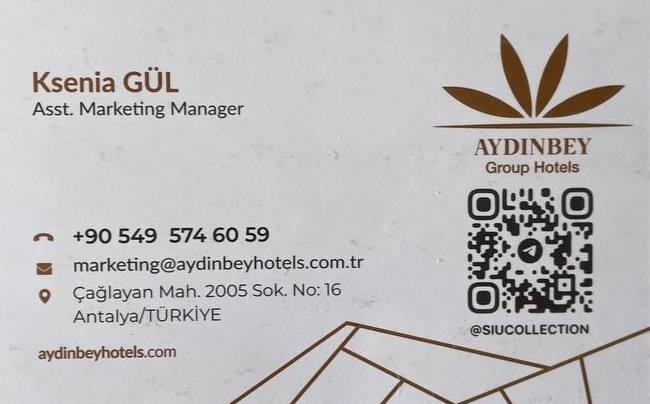 Ksenia GÜL
Asst. Marketing Manager
AYDINBEY
Group Hotels
+90 549 574 60 59
marketing@aydinbeyhotels.com.tr
Çağlayan Mah. 2005 Sok. No: 16
Antalya/TÜRKİYE
aydinbeyhotels.com
@SIUCOLLECTION